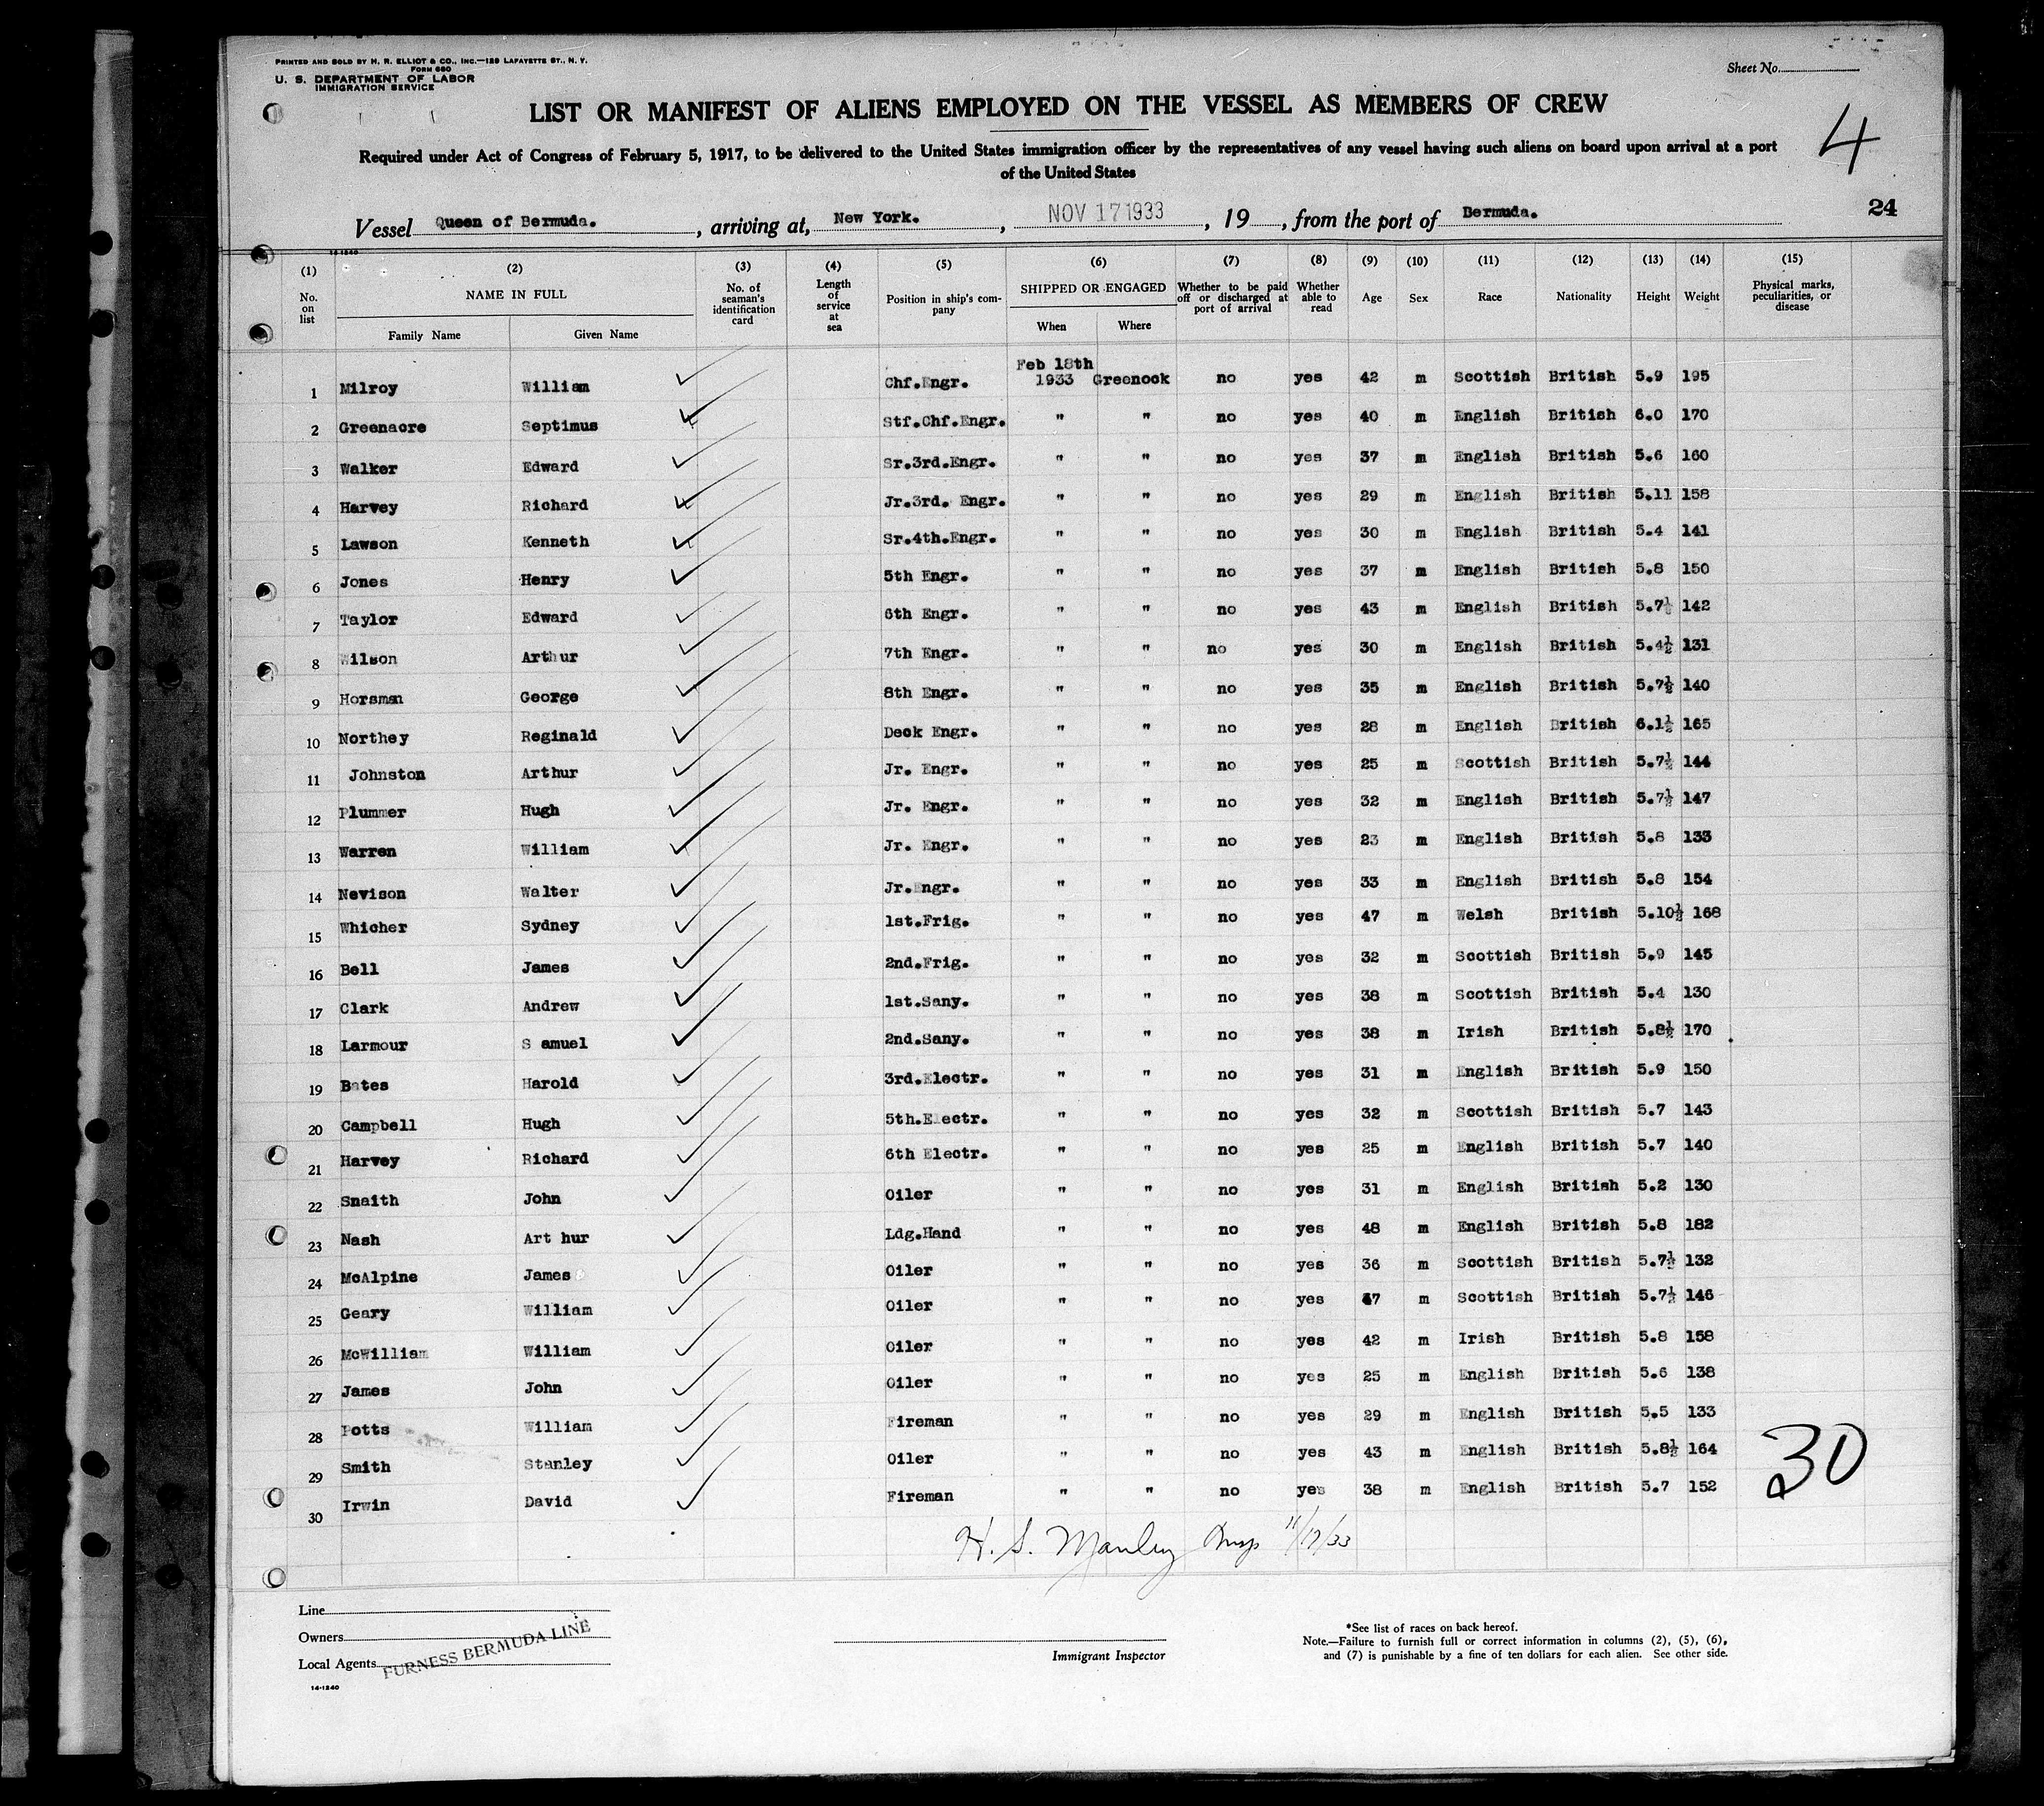 PRINTED AND SOLD BY H. R. ELLIOT & CO., INC.—129 LAFAYETTE ST., N. Y.
FORM 680
U. S. DEPARTMENT OF LABOR
IMMIGRATION SERVICE
Sheet No.
LIST OR MANIFEST OF ALIENS EMPLOYED ON THE VESSEL AS MEMBERS OF CREW
4
Required under Act of Congress of February 5, 1917, to be delivered to the United States immigration officer by the representatives of any vessel having such aliens on board upon arrival at a port
of the United States
Vessel Queen of Bermuda. , arriving at, New York. , NOV 17 1933 , 19 , from the port of Bermuda.
24
14-1240
(1) No. on list (2) NAME IN FULL Family Name Given Name (3) No. of seaman's identification card (4) Length of service at sea (5) Position in ship's company (6) SHIPPED OR ENGAGED When Where (7) Whether to be paid off or discharged at port of arrival (8) Whether able to read (9) Age (10) Sex (11) Race (12) Nationality (13) Height (14) Weight (15) Physical marks, peculiarities, or disease
1 Milroy William Chf.Engr. Feb 18th 1933 Greenock no yes 42 m Scottish British 5.9 195
2 Greenacre Septimus Stf.Chf.Engr. " " no yes 40 m English British 6.0 170
3 Walker Edward Sr.3rd.Engr. " " no yes 37 m English British 5.6 160
4 Harvey Richard Jr.3rd. Engr. " " no yes 29 m English British 5.11 158
5 Lawson Kenneth Sr.4th.Engr. " " no yes 30 m English British 5.4 141
6 Jones Henry 5th Engr. " " no yes 37 m English British 5.8 150
7 Taylor Edward 6th Engr. " " no yes 43 m English British 5.7½ 142
8 Wilson Arthur 7th Engr. " " no yes 30 m English British 5.4½ 131
9 Horsman George 8th Engr. " " no yes 35 m English British 5.7½ 140
10 Northey Reginald Deck Engr. " " no yes 28 m English British 6.1½ 165
11 Johnston Arthur Jr. Engr. " " no yes 25 m Scottish British 5.7½ 144
12 Plummer Hugh Jr. Engr. " " no yes 32 m English British 5.7½ 147
13 Warren William Jr. Engr. " " no yes 23 m English British 5.8 133
14 Nevison Walter Jr.Engr. " " no yes 33 m English British 5.8 154
15 Whicher Sydney 1st.Frig. " " no yes 47 m Welsh British 5.10½ 168
16 Bell James 2nd.Frig. " " no yes 32 m Scottish British 5.9 145
17 Clark Andrew 1st.Sany. " " no yes 38 m Scottish British 5.4 130
18 Larmour S amuel 2nd.Sany. " " no yes 38 m Irish British 5.8½ 170
19 Bates Harold 3rd.Electr. " " no yes 31 m English British 5.9 150
20 Campbell Hugh 5th.Electr. " " no yes 32 m Scottish British 5.7 143
21 Harvey Richard 6th Electr. " " no yes 25 m English British 5.7 140
22 Snaith John Oiler " " no yes 31 m English British 5.2 130
23 Nash Art hur Ldg.Hand " " no yes 48 m English British 5.8 182
24 McAlpine James Oiler " " no yes 36 m Scottish British 5.7½ 132
25 Geary William Oiler " " no yes m Scottish British 5.7½ 146
26 McWilliam William Oiler " " no yes 42 m Irish British 5.8 158
27 James John Oiler " " no yes 25 m English British 5.6 138
28 Potts William Fireman " " no yes 29 m English British 5.5 133
29 Smith Stanley Oiler " " no yes 43 m English British 5.8½ 164
30 Irwin David Fireman " " no yes 38 m English British 5.7 152
30
H. S. Manley Insp 11/17/33
Line
Owners
Local Agents FURNESS BERMUDA LINE
14-1240
Immigrant Inspector
*See list of races on back hereof.
Note.—Failure to furnish full or correct information in columns (2), (5), (6),
and (7) is punishable by a fine of ten dollars for each alien. See other side.